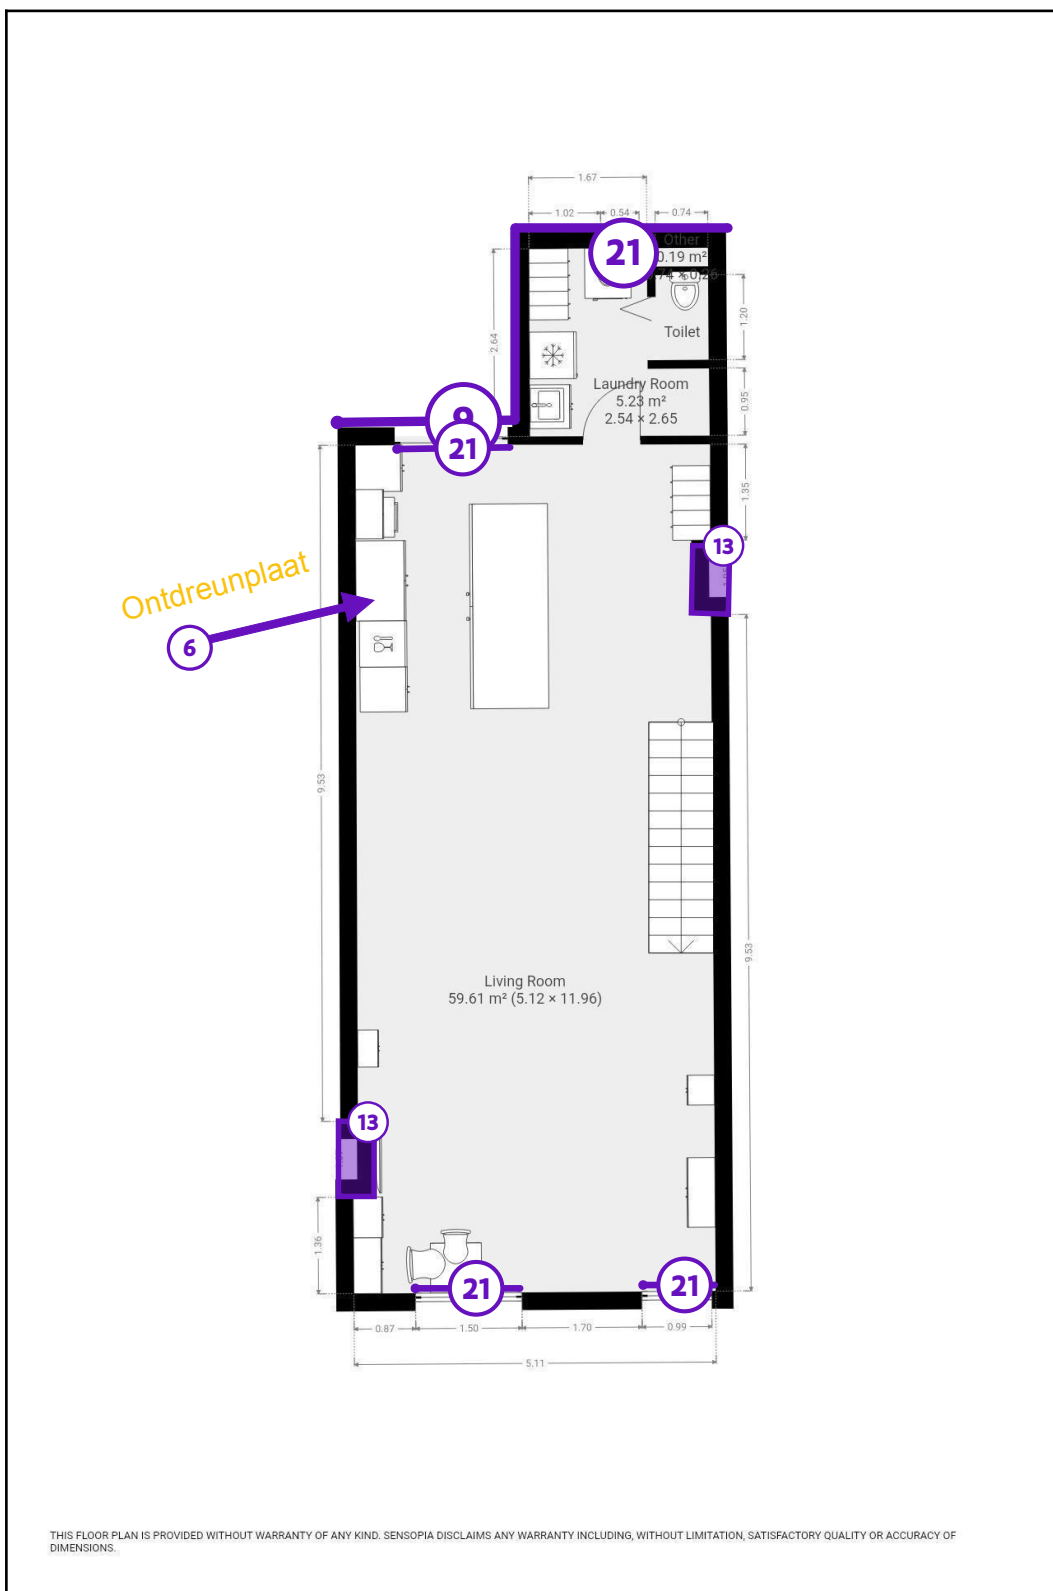 1.67
1.02
0.54
0.74
21
Other
0.19 m²
2.64
1.20
Toilet
Laundry Room
5.23 m²
2.54 × 2.65
0.95
9
21
1.35
13
Ontdreunplaat
6
9.53
9.53
Living Room
59.61 m² (5.12 × 11.96)
13
1.36
21
21
0.87
1.50
1.70
0.99
5.11
THIS FLOOR PLAN IS PROVIDED WITHOUT WARRANTY OF ANY KIND. SENSOPIA DISCLAIMS ANY WARRANTY INCLUDING, WITHOUT LIMITATION, SATISFACTORY QUALITY OR ACCURACY OF
DIMENSIONS.